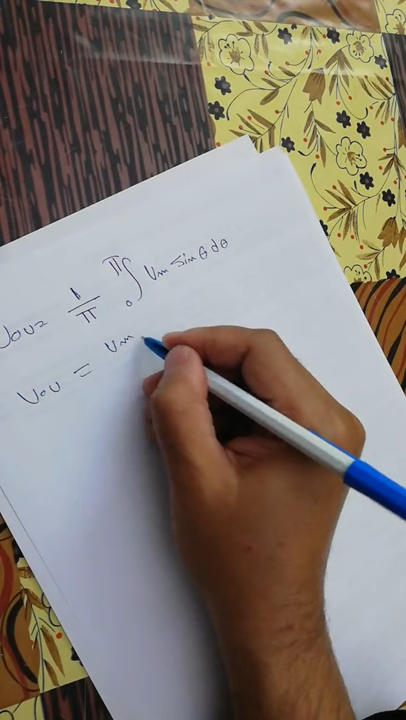 Vav = 1/π ∫₀^π Vm sin θ dθ
Vav = Vm